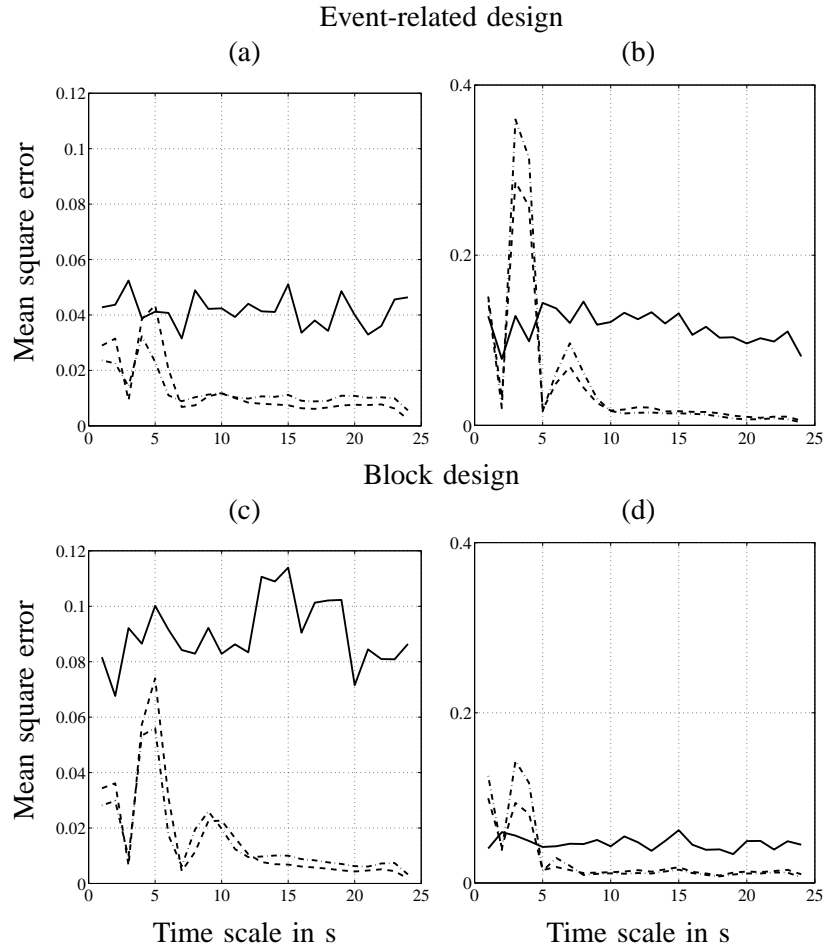 Event-related design
(a)
(b)
0.12
0.1
0.08
0.06
0.04
0.02
0
0 5 10 15 20 25
Mean square error
0.4
0.2
0
0 5 10 15 20 25
Block design
(c)
(d)
0.12
0.1
0.08
0.06
0.04
0.02
0
0 5 10 15 20 25
Mean square error
Time scale in s
0.4
0.2
0
0 5 10 15 20 25
Time scale in s